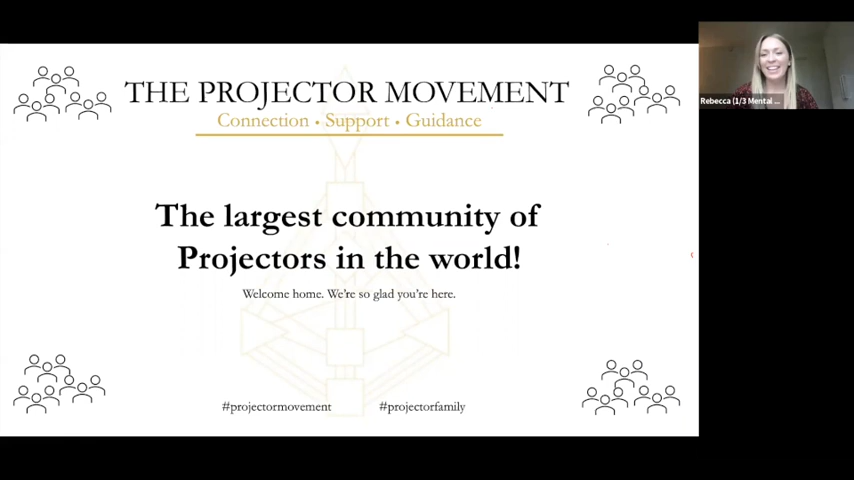 THE PROJECTOR MOVEMENT
Connection • Support • Guidance
The largest community of
Projectors in the world!
Welcome home. We're so glad you're here.
#projectormovement #projectorfamily
Rebecca (1/3 Mental ...